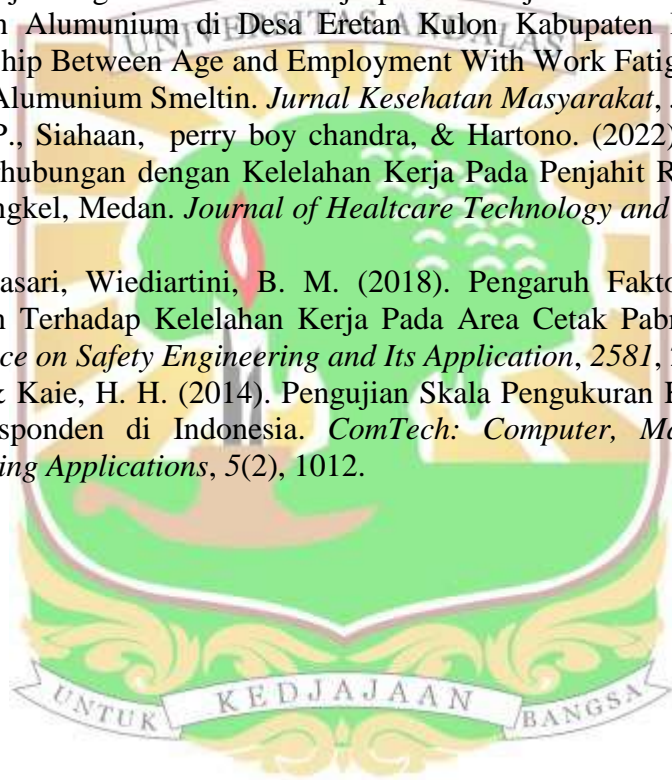 n Alumunium di Desa Eretan Kulon Kabupaten
UNIVERSITAS ANDALAS
hip Between Age and Employment With Work Fatig
Alumunium Smeltin. Jurnal Kesehatan Masyarakat,
P., Siahaan, perry boy chandra, & Hartono. (2022)
rhubungan dengan Kelelahan Kerja Pada Penjahit R
ngkel, Medan. Journal of Healtcare Technology and
asari, Wiediartini, B. M. (2018). Pengaruh Fakto
n Terhadap Kelelahan Kerja Pada Area Cetak Pabr
ce on Safety Engineering and Its Application, 2581,
& Kaie, H. H. (2014). Pengujian Skala Pengukuran
sponden di Indonesia. ComTech: Computer, Ma
ing Applications, 5(2), 1012.
UNTUK KEDJAJAAN BANGSA